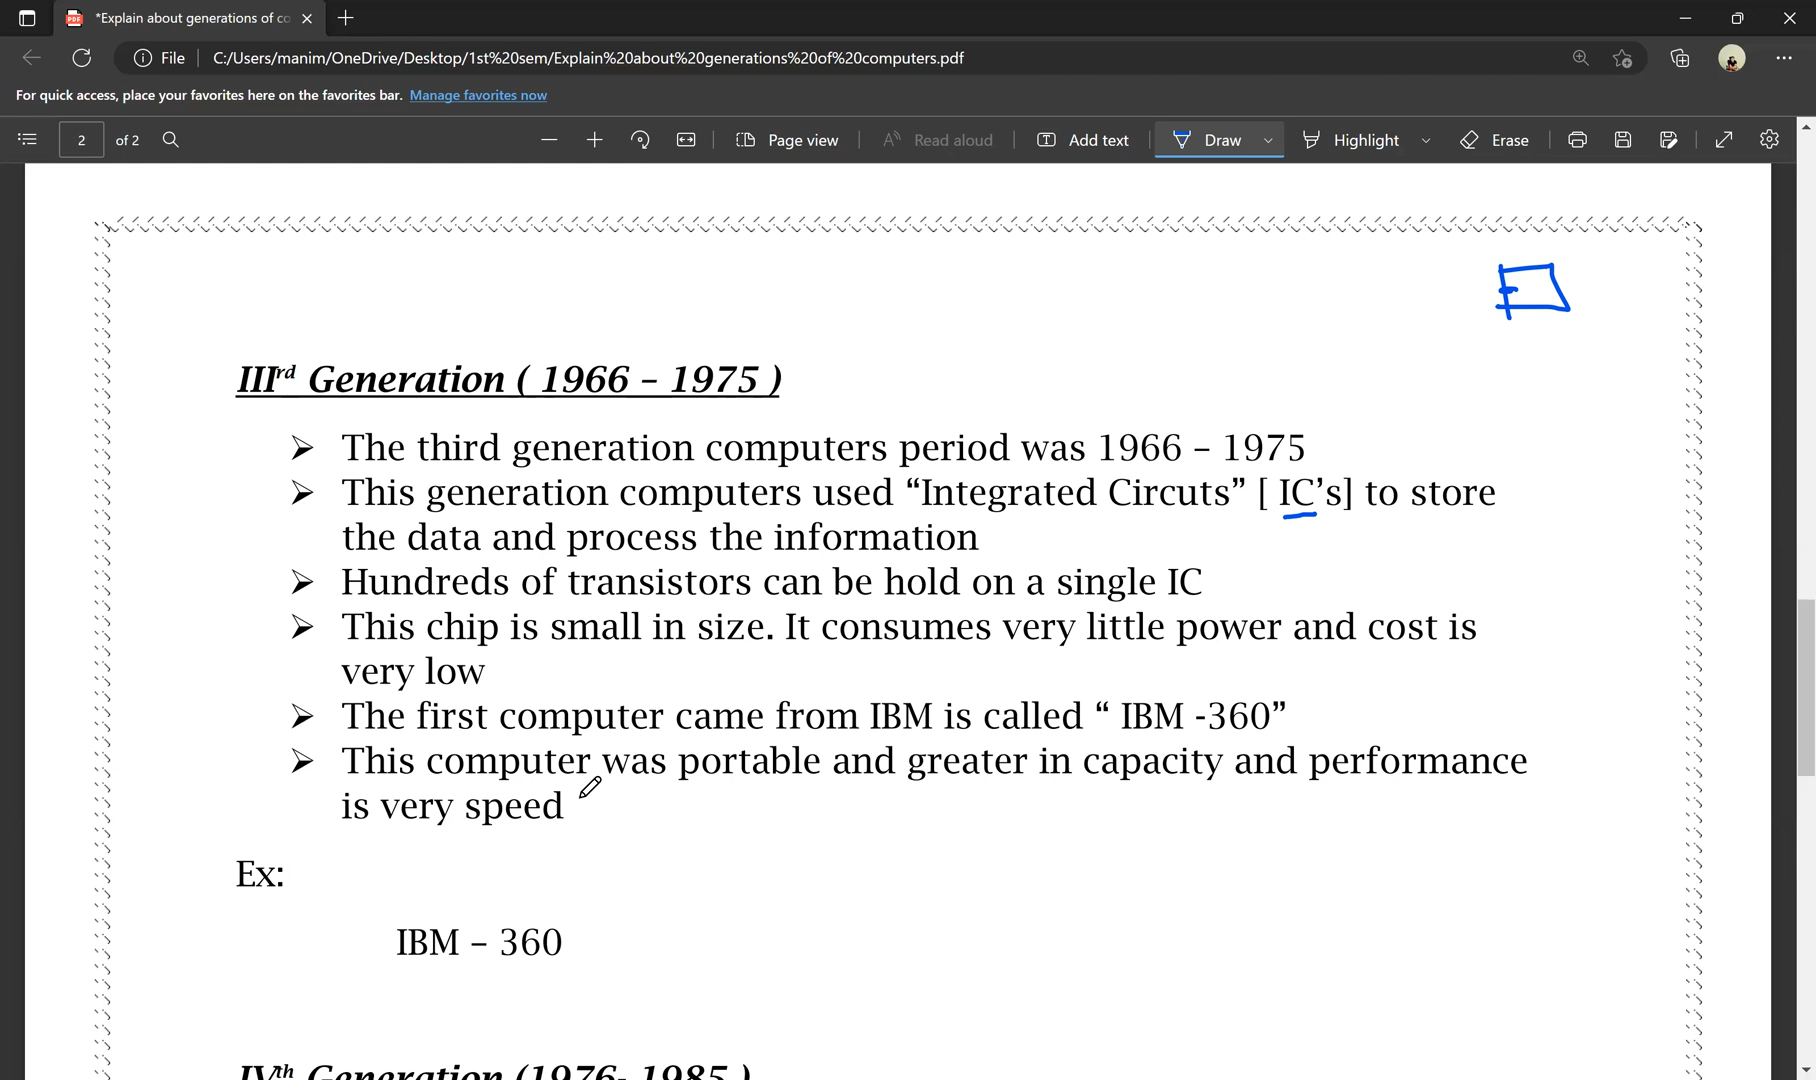 *Explain about generations of co
File
C:/Users/manim/OneDrive/Desktop/1st%20sem/Explain%20about%20generations%20of%20computers.pdf
For quick access, place your favorites here on the favorites bar. Manage favorites now
2 of 2
Page view
Read aloud
Add text
Draw
Highlight
Erase
IIIrd Generation ( 1966 – 1975 )
➢ The third generation computers period was 1966 – 1975
➢ This generation computers used “Integrated Circuts” [ IC’s] to store
the data and process the information
➢ Hundreds of transistors can be hold on a single IC
➢ This chip is small in size. It consumes very little power and cost is
very low
➢ The first computer came from IBM is called “ IBM -360”
➢ This computer was portable and greater in capacity and performance
is very speed
Ex:
IBM – 360
IVth Generation (1976- 1985 )